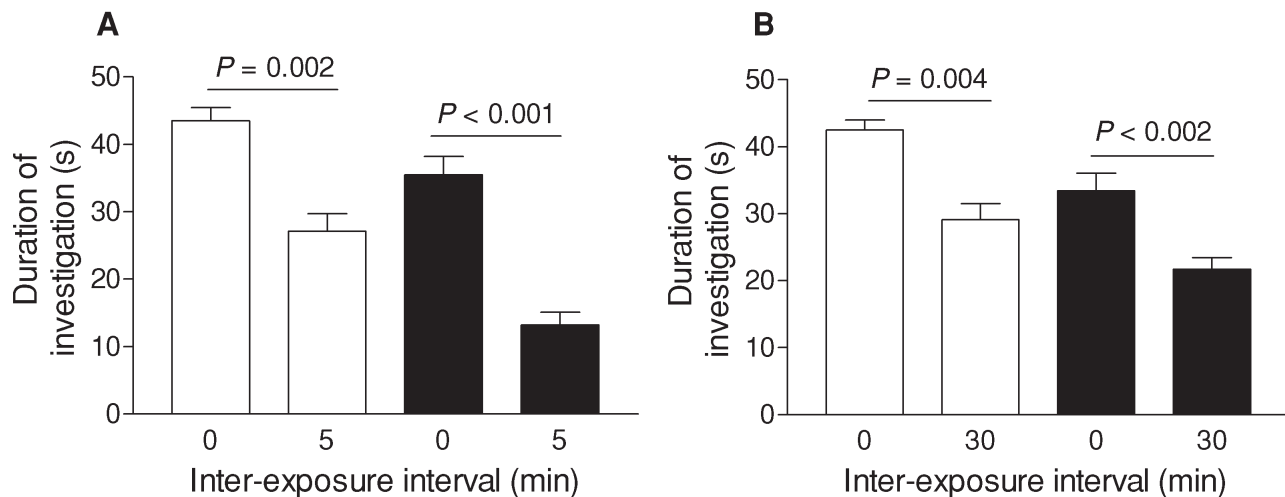 A
P = 0.002
P < 0.001
50
40
30
20
10
0
Duration of
investigation (s)
0 5 0 5
Inter-exposure interval (min)
B
P = 0.004
P < 0.002
50
40
30
20
10
0
Duration of
investigation (s)
0 30 0 30
Inter-exposure interval (min)